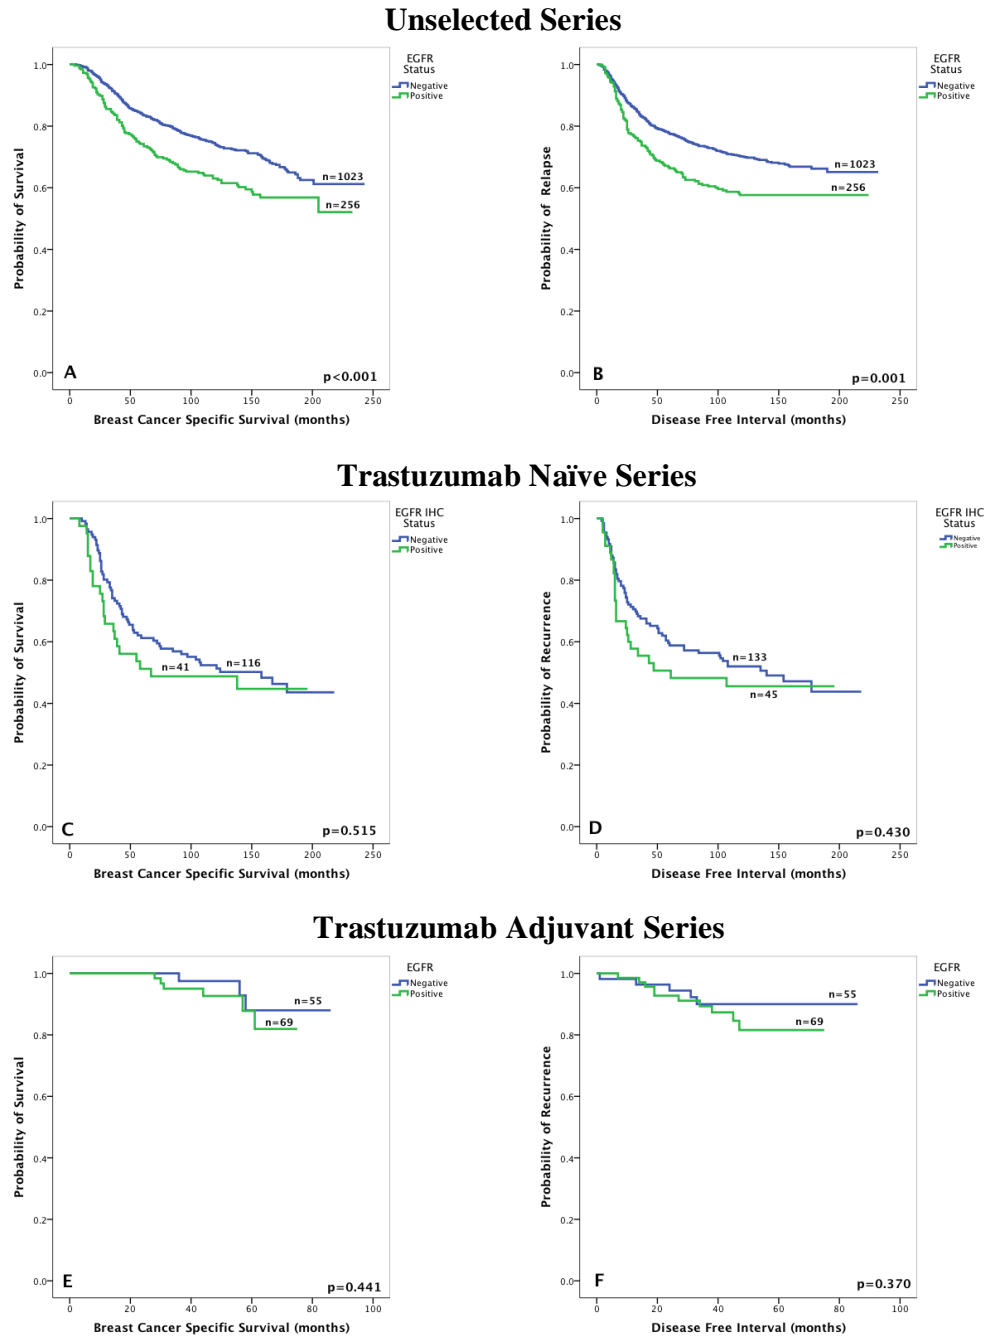 Unselected Series
EGFR
Status
Negative
Positive
1.0
0.8
0.6
0.4
0.2
0.0
Probability of Survival
n=1023
n=256
A
p<0.001
0 50 100 150 200 250
Breast Cancer Specific Survival (months)
EGFR
Status
Negative
Positive
1.0
0.8
0.6
0.4
0.2
0.0
Probability of Relapse
n=1023
n=256
B
p=0.001
0 50 100 150 200 250
Disease Free Interval (months)
Trastuzumab Naïve Series
EGFR IHC
Status
Negative
Positive
1.0
0.8
0.6
0.4
0.2
0.0
Probability of Survival
n=41
n=116
C
p=0.515
0 50 100 150 200 250
Breast Cancer Specific Survival (months)
EGFR IHC
Status
Negative
Positive
1.0
0.8
0.6
0.4
0.2
0.0
Probability of Recurrence
n=133
n=45
D
p=0.430
0 50 100 150 200 250
Disease Free Interval (months)
Trastuzumab Adjuvant Series
EGFR
Negative
Positive
1.0
0.8
0.6
0.4
0.2
0.0
Probability of Survival
n=55
n=69
E
p=0.441
0 20 40 60 80 100
Breast Cancer Specific Survival (months)
EGFR
Negative
Positive
1.0
0.8
0.6
0.4
0.2
0.0
Probability of Recurrence
n=55
n=69
F
p=0.370
0 20 40 60 80 100
Disease Free Interval (months)